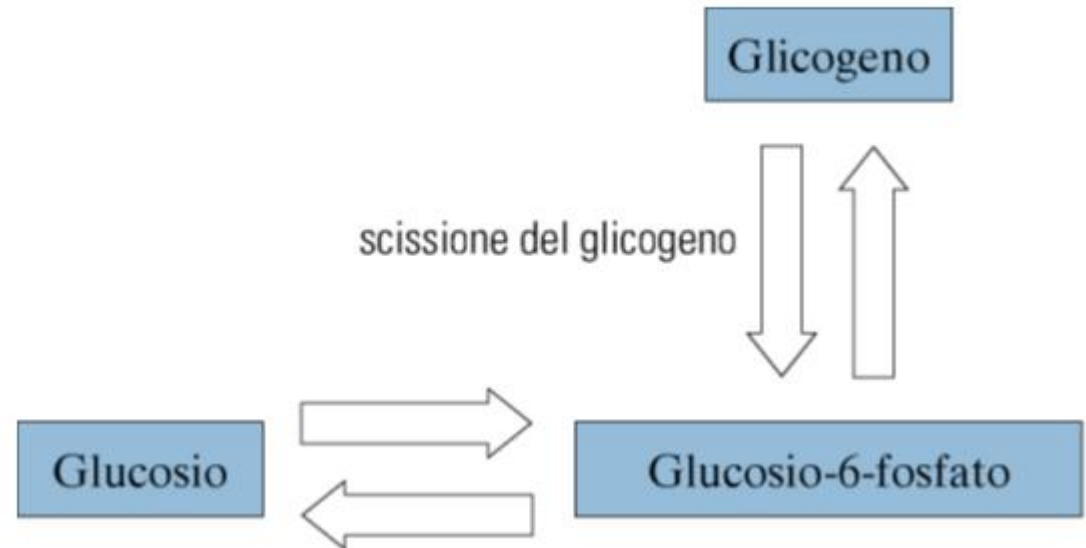 Glicogeno
scissione del glicogeno
Glucosio
Glucosio-6-fosfato